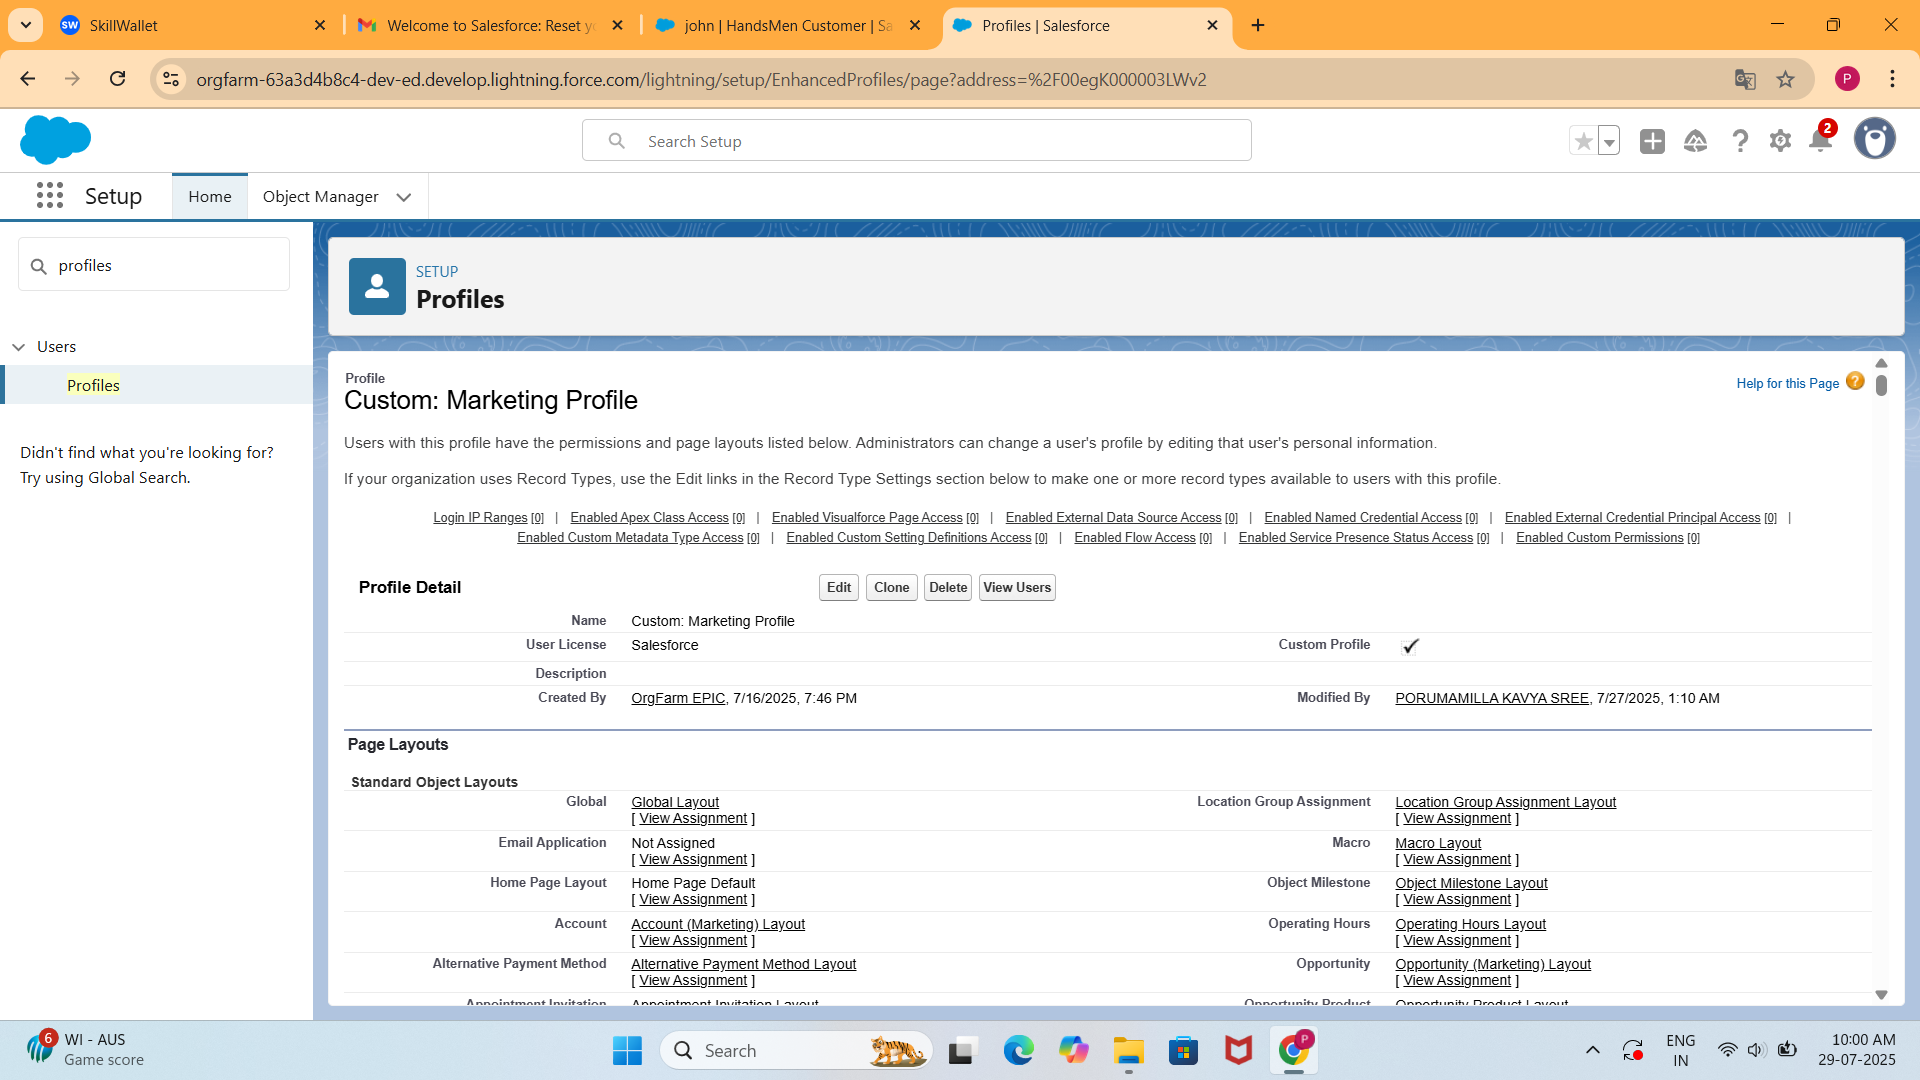 SkillWallet
Welcome to Salesforce: Reset yo
john | HandsMen Customer | Sa
Profiles | Salesforce
orgfarm-63a3d4b8c4-dev-ed.develop.lightning.force.com/lightning/setup/EnhancedProfiles/page?address=%2F00egK000003LWv2
P
Search Setup
2
Setup
Home
Object Manager
profiles
Users
Profiles
Didn't find what you're looking for?
Try using Global Search.
SETUP
Profiles
Profile
Custom: Marketing Profile
Help for this Page ?
Users with this profile have the permissions and page layouts listed below. Administrators can change a user's profile by editing that user's personal information.
If your organization uses Record Types, use the Edit links in the Record Type Settings section below to make one or more record types available to users with this profile.
Login IP Ranges [0] | Enabled Apex Class Access [0] | Enabled Visualforce Page Access [0] | Enabled External Data Source Access [0] | Enabled Named Credential Access [0] | Enabled External Credential Principal Access [0] |
Enabled Custom Metadata Type Access [0] | Enabled Custom Setting Definitions Access [0] | Enabled Flow Access [0] | Enabled Service Presence Status Access [0] | Enabled Custom Permissions [0]
Profile Detail Edit Clone Delete View Users
Name Custom: Marketing Profile
User License Salesforce Custom Profile
Description
Created By OrgFarm EPIC, 7/16/2025, 7:46 PM Modified By PORUMAMILLA KAVYA SREE, 7/27/2025, 1:10 AM
Page Layouts
Standard Object Layouts
Global Global Layout Location Group Assignment Location Group Assignment Layout
[ View Assignment ] [ View Assignment ]
Email Application Not Assigned Macro Macro Layout
[ View Assignment ] [ View Assignment ]
Home Page Layout Home Page Default Object Milestone Object Milestone Layout
[ View Assignment ] [ View Assignment ]
Account Account (Marketing) Layout Operating Hours Operating Hours Layout
[ View Assignment ] [ View Assignment ]
Alternative Payment Method Alternative Payment Method Layout Opportunity Opportunity (Marketing) Layout
[ View Assignment ] [ View Assignment ]
Appointment Invitation Appointment Invitation Layout Opportunity Product Opportunity Product Layout
6
WI - AUS
Game score
Search
P
ENG
IN
10:00 AM
29-07-2025